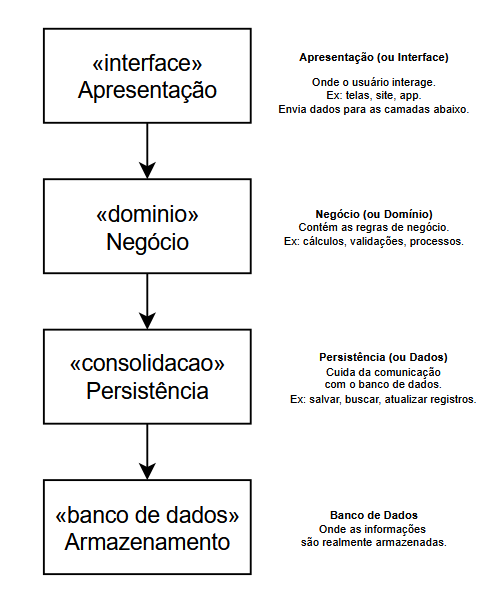 «interface»
Apresentação
Apresentação (ou Interface)
Onde o usuário interage.
Ex: telas, site, app.
Envia dados para as camadas abaixo.
«dominio»
Negócio
Negócio (ou Domínio)
Contém as regras de negócio.
Ex: cálculos, validações, processos.
«consolidacao»
Persistência
Persistência (ou Dados)
Cuida da comunicação
com o banco de dados.
Ex: salvar, buscar, atualizar registros.
«banco de dados»
Armazenamento
Banco de Dados
Onde as informações
são realmente armazenadas.